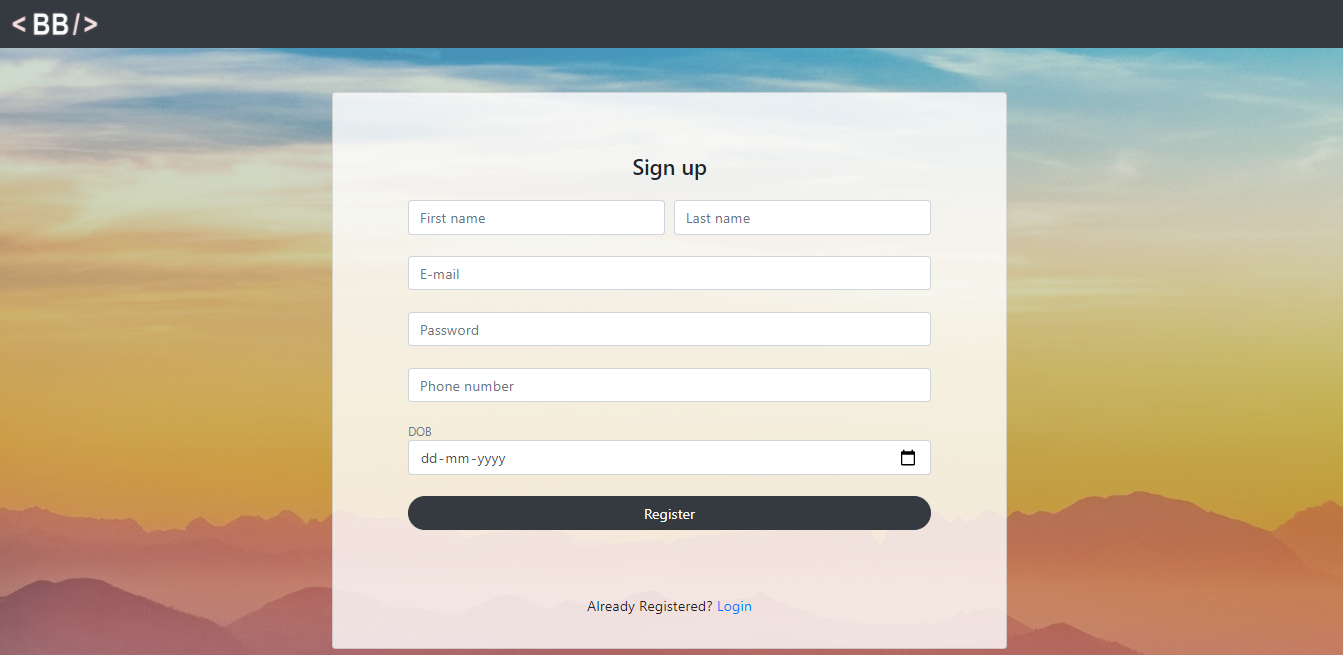 < BB/>
Sign up
First name Last name
E-mail
Password
Phone number
DOB
dd-mm-yyyy
Register
Already Registered? Login